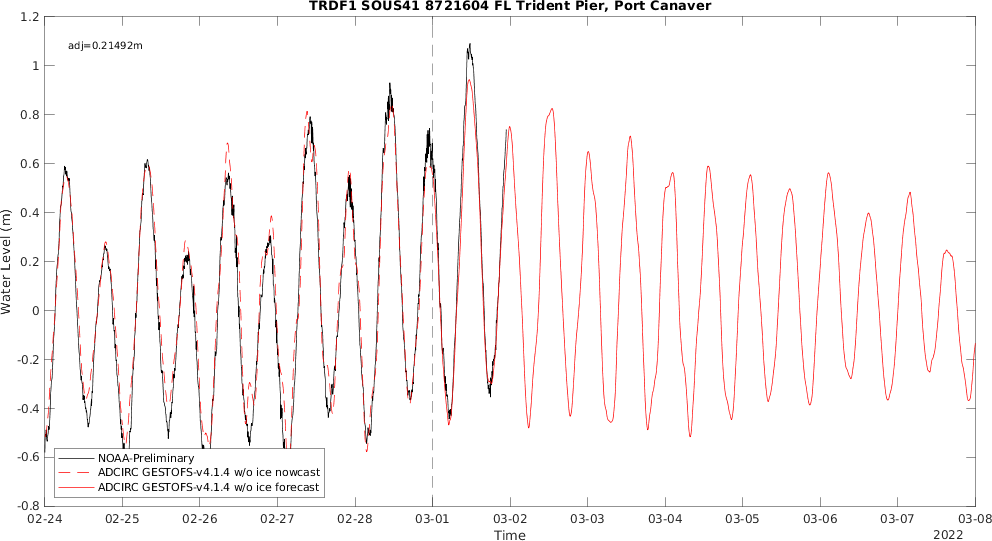 TRDF1 SOUS41 8721604 FL Trident Pier, Port Canaver
adj=0.21492m
Water Level (m)
1.2
1
0.8
0.6
0.4
0.2
0
-0.2
-0.4
-0.6
-0.8
NOAA-Preliminary
ADCIRC GESTOFS-v4.1.4 w/o ice nowcast
ADCIRC GESTOFS-v4.1.4 w/o ice forecast
02-24 02-25 02-26 02-27 02-28 03-01 03-02 03-03 03-04 03-05 03-06 03-07 03-08
Time
2022